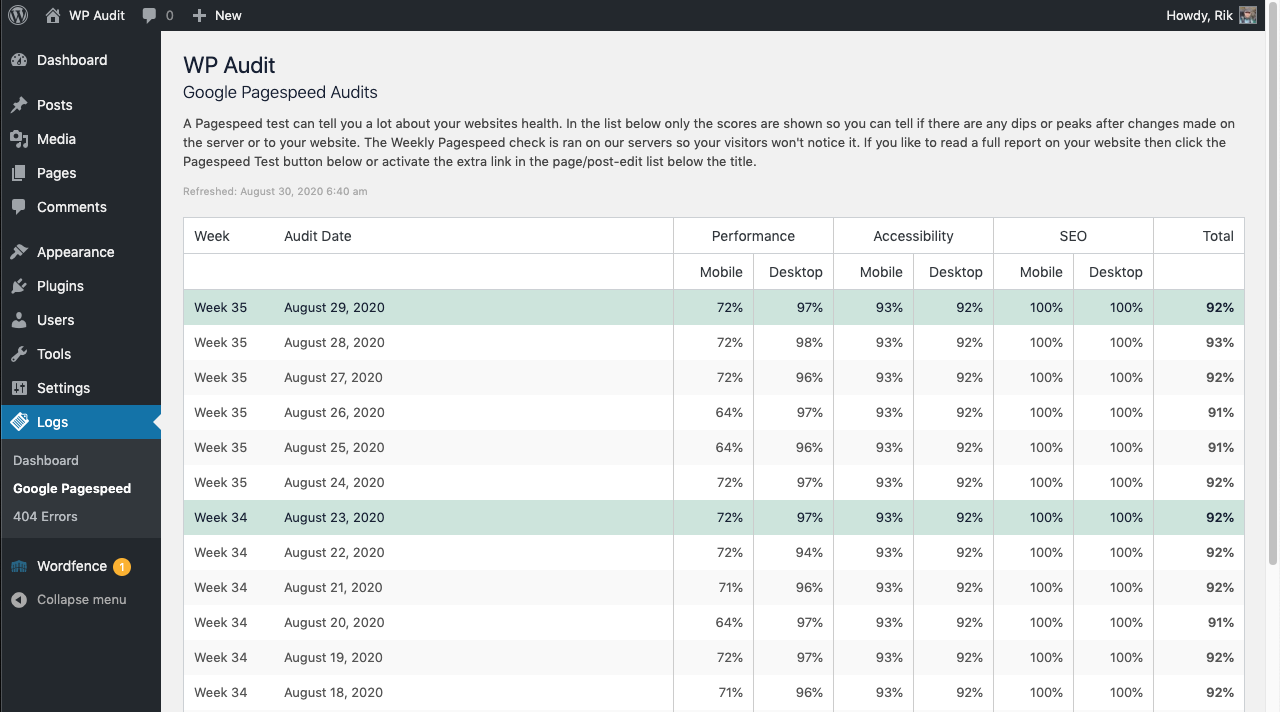 WP Audit 0 New Howdy, Rik
Dashboard
Posts
Media
Pages
Comments
Appearance
Plugins
Users
Tools
Settings
Logs
Dashboard
Google Pagespeed
404 Errors
Wordfence 1
Collapse menu
WP Audit
Google Pagespeed Audits
A Pagespeed test can tell you a lot about your websites health. In the list below only the scores are shown so you can tell if there are any dips or peaks after changes made on
the server or to your website. The Weekly Pagespeed check is ran on our servers so your visitors won't notice it. If you like to read a full report on your website then click the
Pagespeed Test button below or activate the extra link in the page/post-edit list below the title.
Refreshed: August 30, 2020 6:40 am
Week Audit Date Performance Accessibility SEO Total
Mobile Desktop Mobile Desktop Mobile Desktop
Week 35 August 29, 2020 72% 97% 93% 92% 100% 100% 92%
Week 35 August 28, 2020 72% 98% 93% 92% 100% 100% 93%
Week 35 August 27, 2020 72% 96% 93% 92% 100% 100% 92%
Week 35 August 26, 2020 64% 97% 93% 92% 100% 100% 91%
Week 35 August 25, 2020 64% 96% 93% 92% 100% 100% 91%
Week 35 August 24, 2020 72% 97% 93% 92% 100% 100% 92%
Week 34 August 23, 2020 72% 97% 93% 92% 100% 100% 92%
Week 34 August 22, 2020 72% 94% 93% 92% 100% 100% 92%
Week 34 August 21, 2020 71% 96% 93% 92% 100% 100% 92%
Week 34 August 20, 2020 64% 97% 93% 92% 100% 100% 91%
Week 34 August 19, 2020 72% 97% 93% 92% 100% 100% 92%
Week 34 August 18, 2020 71% 96% 93% 92% 100% 100% 92%